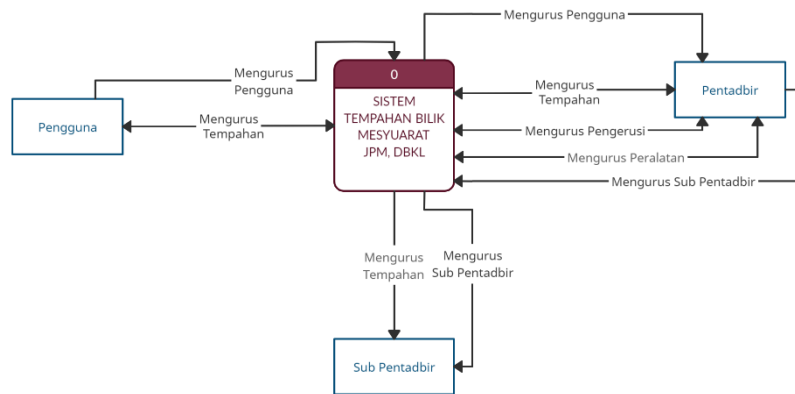 Mengurus Pengguna
0
Mengurus
Pengguna
SISTEM
TEMPAHAN BILIK
MESYUARAT
JPM, DBKL
Mengurus
Tempahan
Pentadbir
Pengguna
Mengurus
Tempahan
Mengurus Pengerusi
Mengurus Peralatan
Mengurus Sub Pentadbir
Mengurus
Tempahan
Mengurus
Sub Pentadbir
Sub Pentadbir